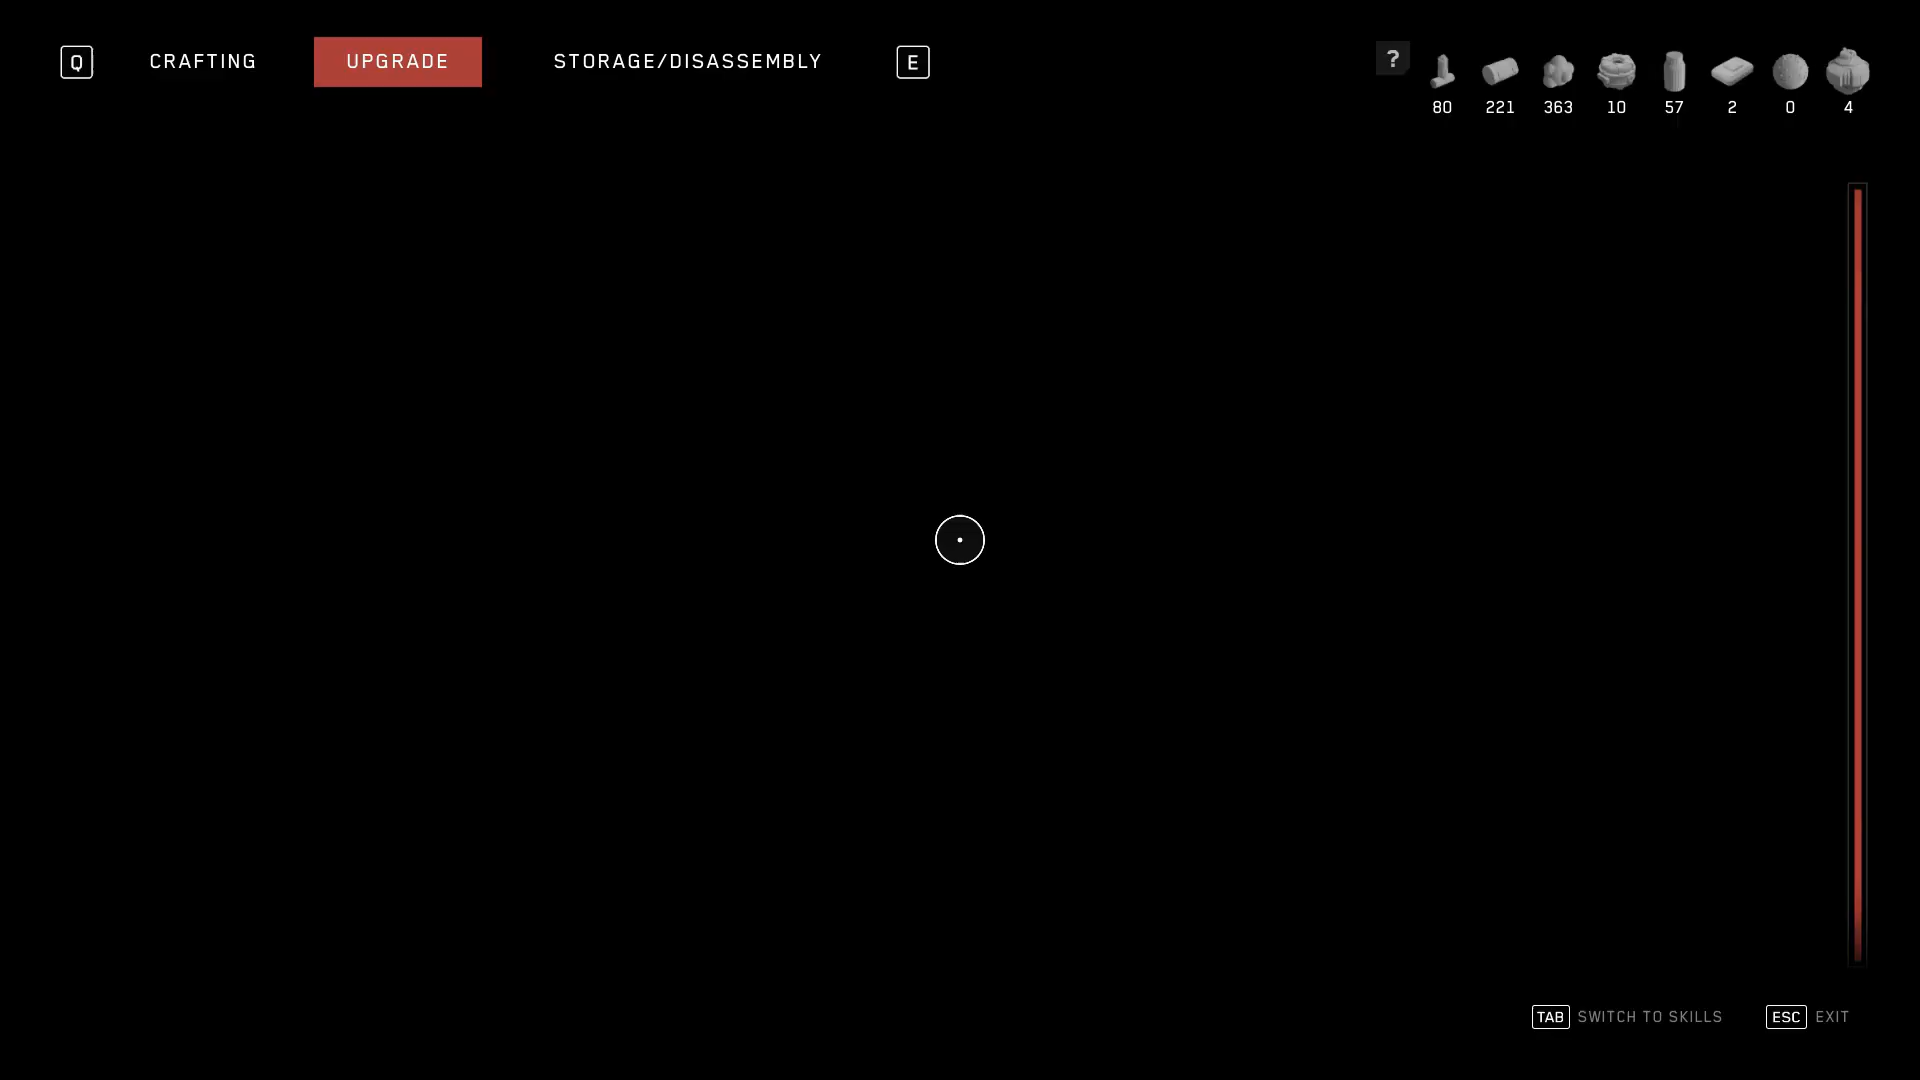 Q CRAFTING UPGRADE STORAGE/DISASSEMBLY E ?
80 221 363 10 57 2 0 4
TAB SWITCH TO SKILLS ESC EXIT